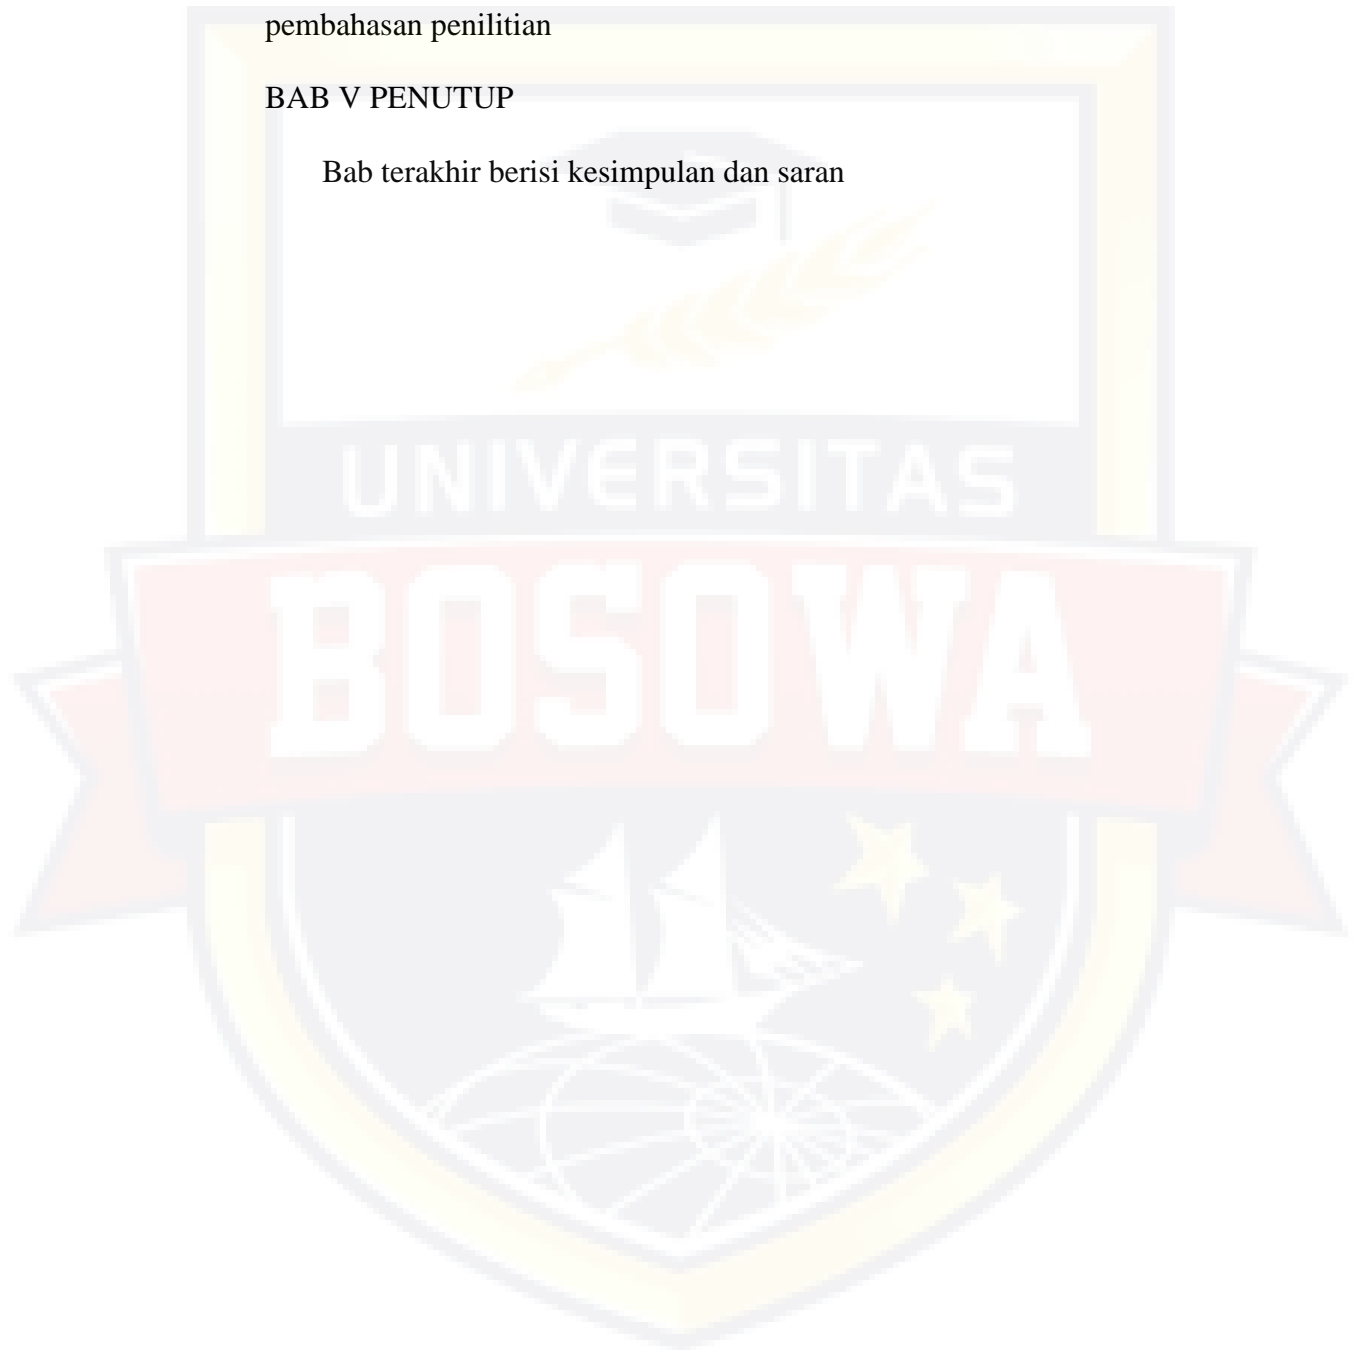 pembahasan penilitian
BAB V PENUTUP
Bab terakhir berisi kesimpulan dan saran
UNIVERSITAS
BOSOWA